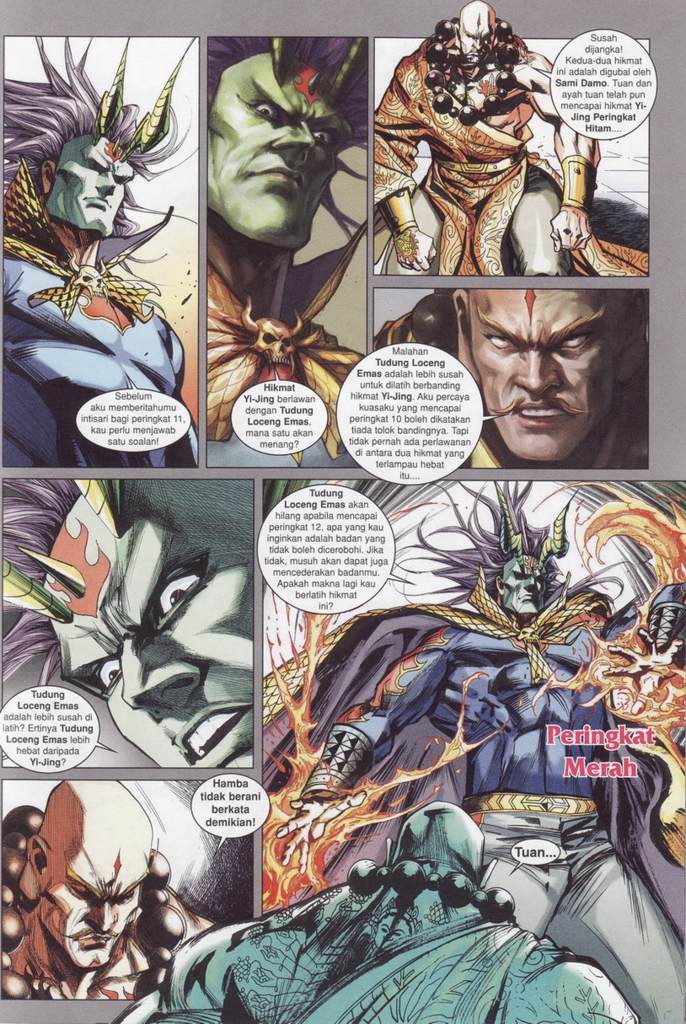 Sebelum
aku memberitahumu
intisari bagi peringkat 11,
kau perlu menjawab
satu soalan!
Hikmat
Yi-Jing berlawan
dengan Tudung
Loceng Emas,
mana satu akan
menang?
Susah
dijangka!
Kedua-dua hikmat
ini adalah digubal oleh
Sami Damo. Tuan dan
ayah tuan telah pun
mencapai hikmat Yi-
Jing Peringkat
Hitam....
Malahan
Tudung Loceng
Emas adalah lebih susah
untuk dilatih berbanding
hikmat Yi-Jing. Aku percaya
kuasaku yang mencapai
peringkat 10 boleh dikatakan
tiada tolok bandingnya. Tapi
tidak pernah ada perlawanan
di antara dua hikmat yang
terlampau hebat
itu....
Tudung
Loceng Emas
adalah lebih susah di
latih? Ertinya Tudung
Loceng Emas lebih
hebat daripada
Yi-Jing?
Tudung
Loceng Emas akan
hilang apabila mencapai
peringkat 12, apa yang kau
inginkan adalah badan yang
tidak boleh dicerobohi. Jika
tidak, musuh akan dapat juga
mencederakan badanmu.
Apakah makna lagi kau
berlatih hikmat
ini?
Peringkat
Merah
Hamba
tidak berani
berkata
demikian!
Tuan...